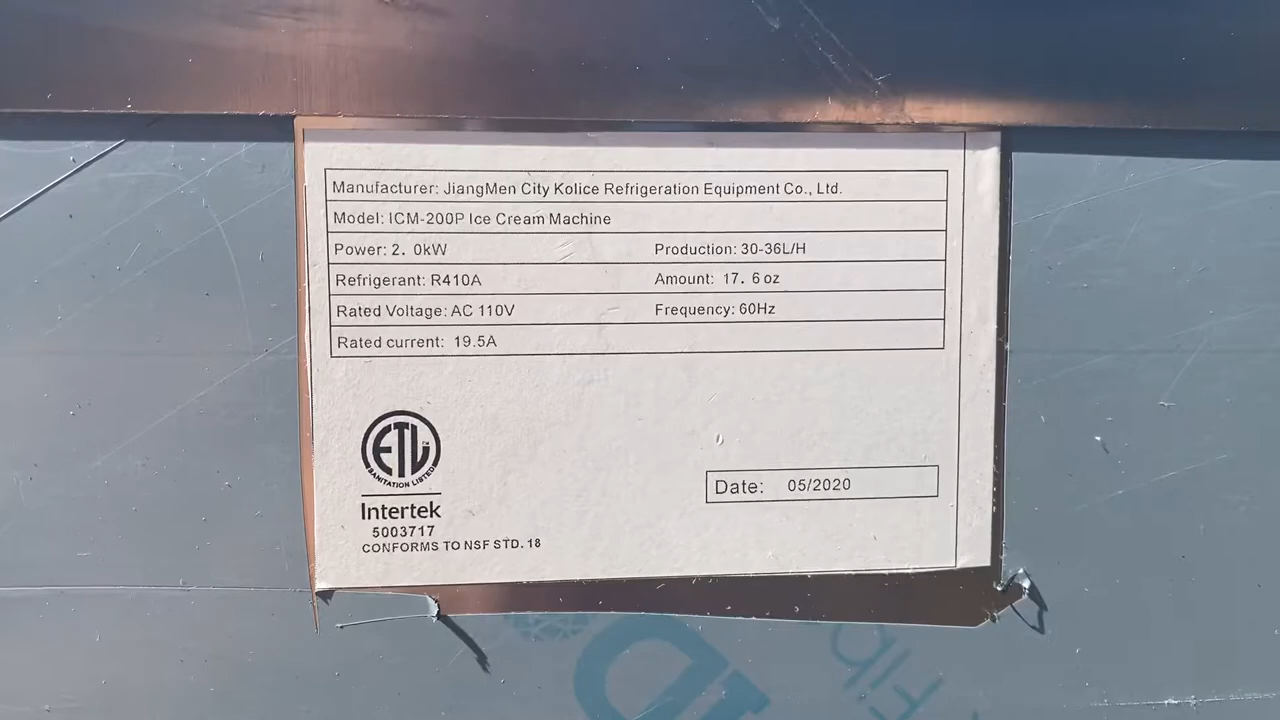 Manufacturer: JiangMen City Kolice Refrigeration Equipment Co., Ltd.
Model: ICM-200P Ice Cream Machine
Power: 2. 0kW Production: 30-36L/H
Refrigerant: R410A Amount: 17. 6 oz
Rated Voltage: AC 110V Frequency: 60Hz
Rated current: 19.5A
ETL
SANITATION LISTED
Intertek
5003717
CONFORMS TO NSF STD. 18
Date: 05/2020